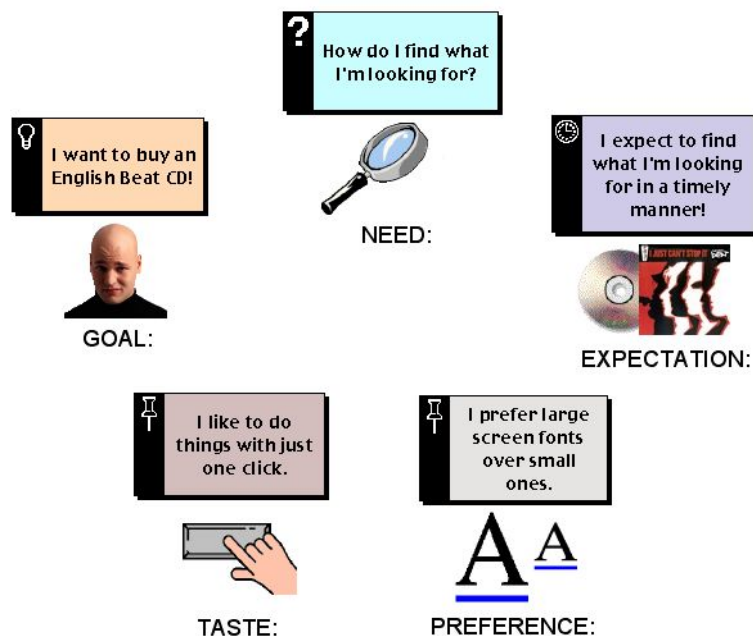 ?
How do I find what
I'm looking for?
NEED:
I want to buy an
English Beat CD!
GOAL:
I expect to find
what I'm looking
for in a timely
manner!
I JUST CAN'T STOP IT
EXPECTATION:
I like to do
things with just
one click.
TASTE:
I prefer large
screen fonts
over small
ones.
A A
PREFERENCE: